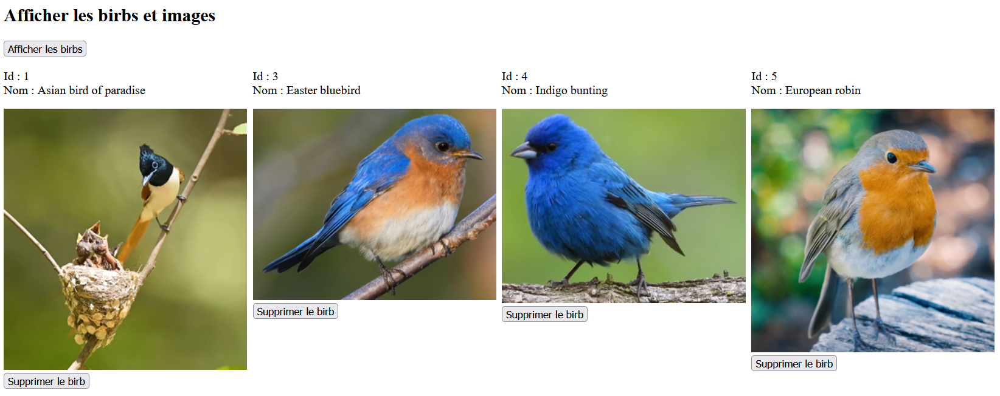 Afficher les birbs et images
Afficher les birbs
Id : 1
Nom : Asian bird of paradise
Supprimer le birb
Id : 3
Nom : Easter bluebird
Supprimer le birb
Id : 4
Nom : Indigo bunting
Supprimer le birb
Id : 5
Nom : European robin
Supprimer le birb